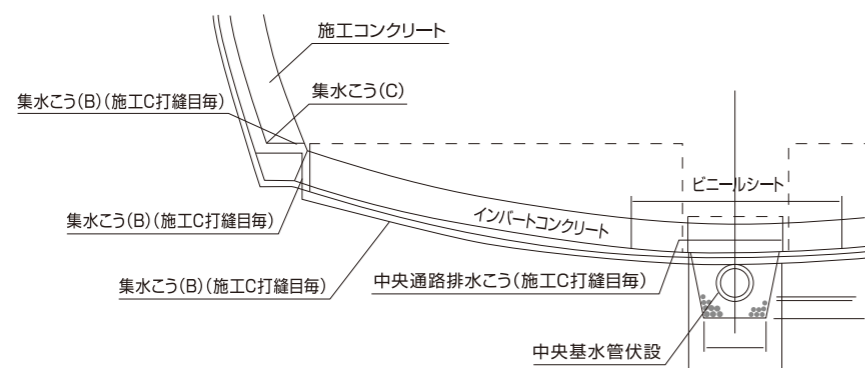 施工コンクリート
集水こう(C)
集水こう(B)(施工C打縫目毎)
ビニールシート
集水こう(B)(施工C打縫目毎)
インバートコンクリート
集水こう(B)(施工C打縫目毎)
中央通路排水こう(施工C打縫目毎)
中央基水管伏設